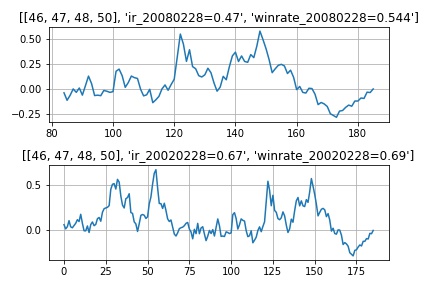 [[46, 47, 48, 50], 'ir_20080228=0.47', 'winrate_20080228=0.544']
0.50
0.25
0.00
−0.25
80 100 120 140 160 180
[[46, 47, 48, 50], 'ir_20020228=0.67', 'winrate_20020228=0.69']
0.5
0.0
0 25 50 75 100 125 150 175